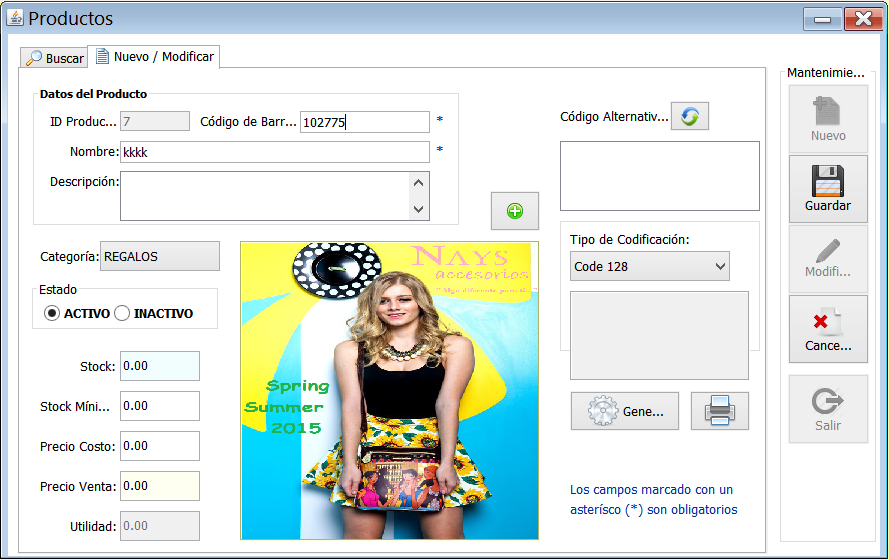 Productos
Buscar
Nuevo / Modificar
Datos del Producto
ID Produc...
7
Código de Barr...
102775
*
Nombre:
kkkk
*
Descripción:
Código Alternativ...
Tipo de Codificación:
Code 128
Gene...
Los campos marcado con un
asterísco (*) son obligatorios
Categoría:
REGALOS
Estado
ACTIVO
INACTIVO
Stock:
0.00
Stock Míni...
0.00
Precio Costo:
0.00
Precio Venta:
0.00
Utilidad:
0.00
NAYS
accesorios
Spring
Summer
2015
Mantenimie...
Nuevo
Guardar
Modifi...
Cance...
Salir